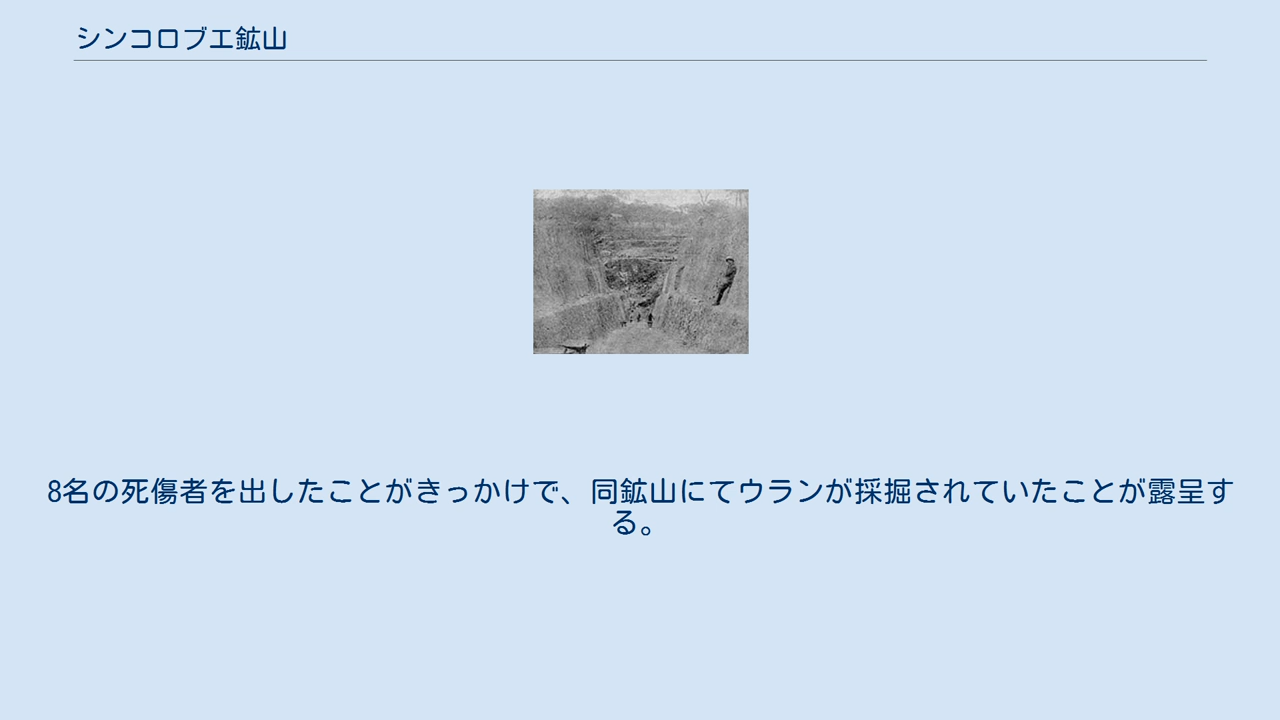 シンコロブエ鉱山
8名の死傷者を出したことがきっかけで、同鉱山にてウランが採掘されていたことが露呈す
る。